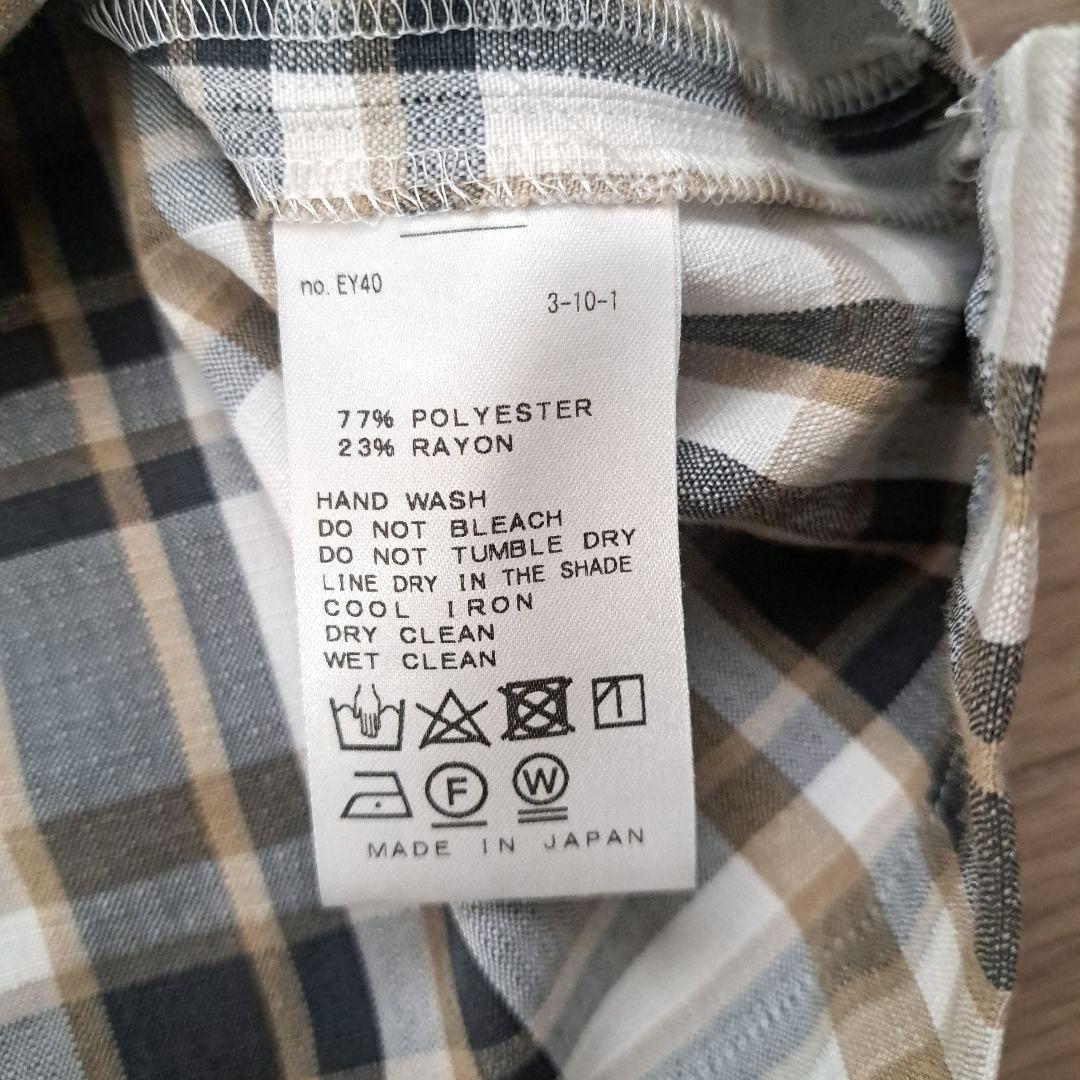 no. EY40
3-10-1
77% POLYESTER
23% RAYON
HAND WASH
DO NOT BLEACH
DO NOT TUMBLE DRY
LINE DRY IN THE SHADE
COOL IRON
DRY CLEAN
WET CLEAN
F W
MADE IN JAPAN